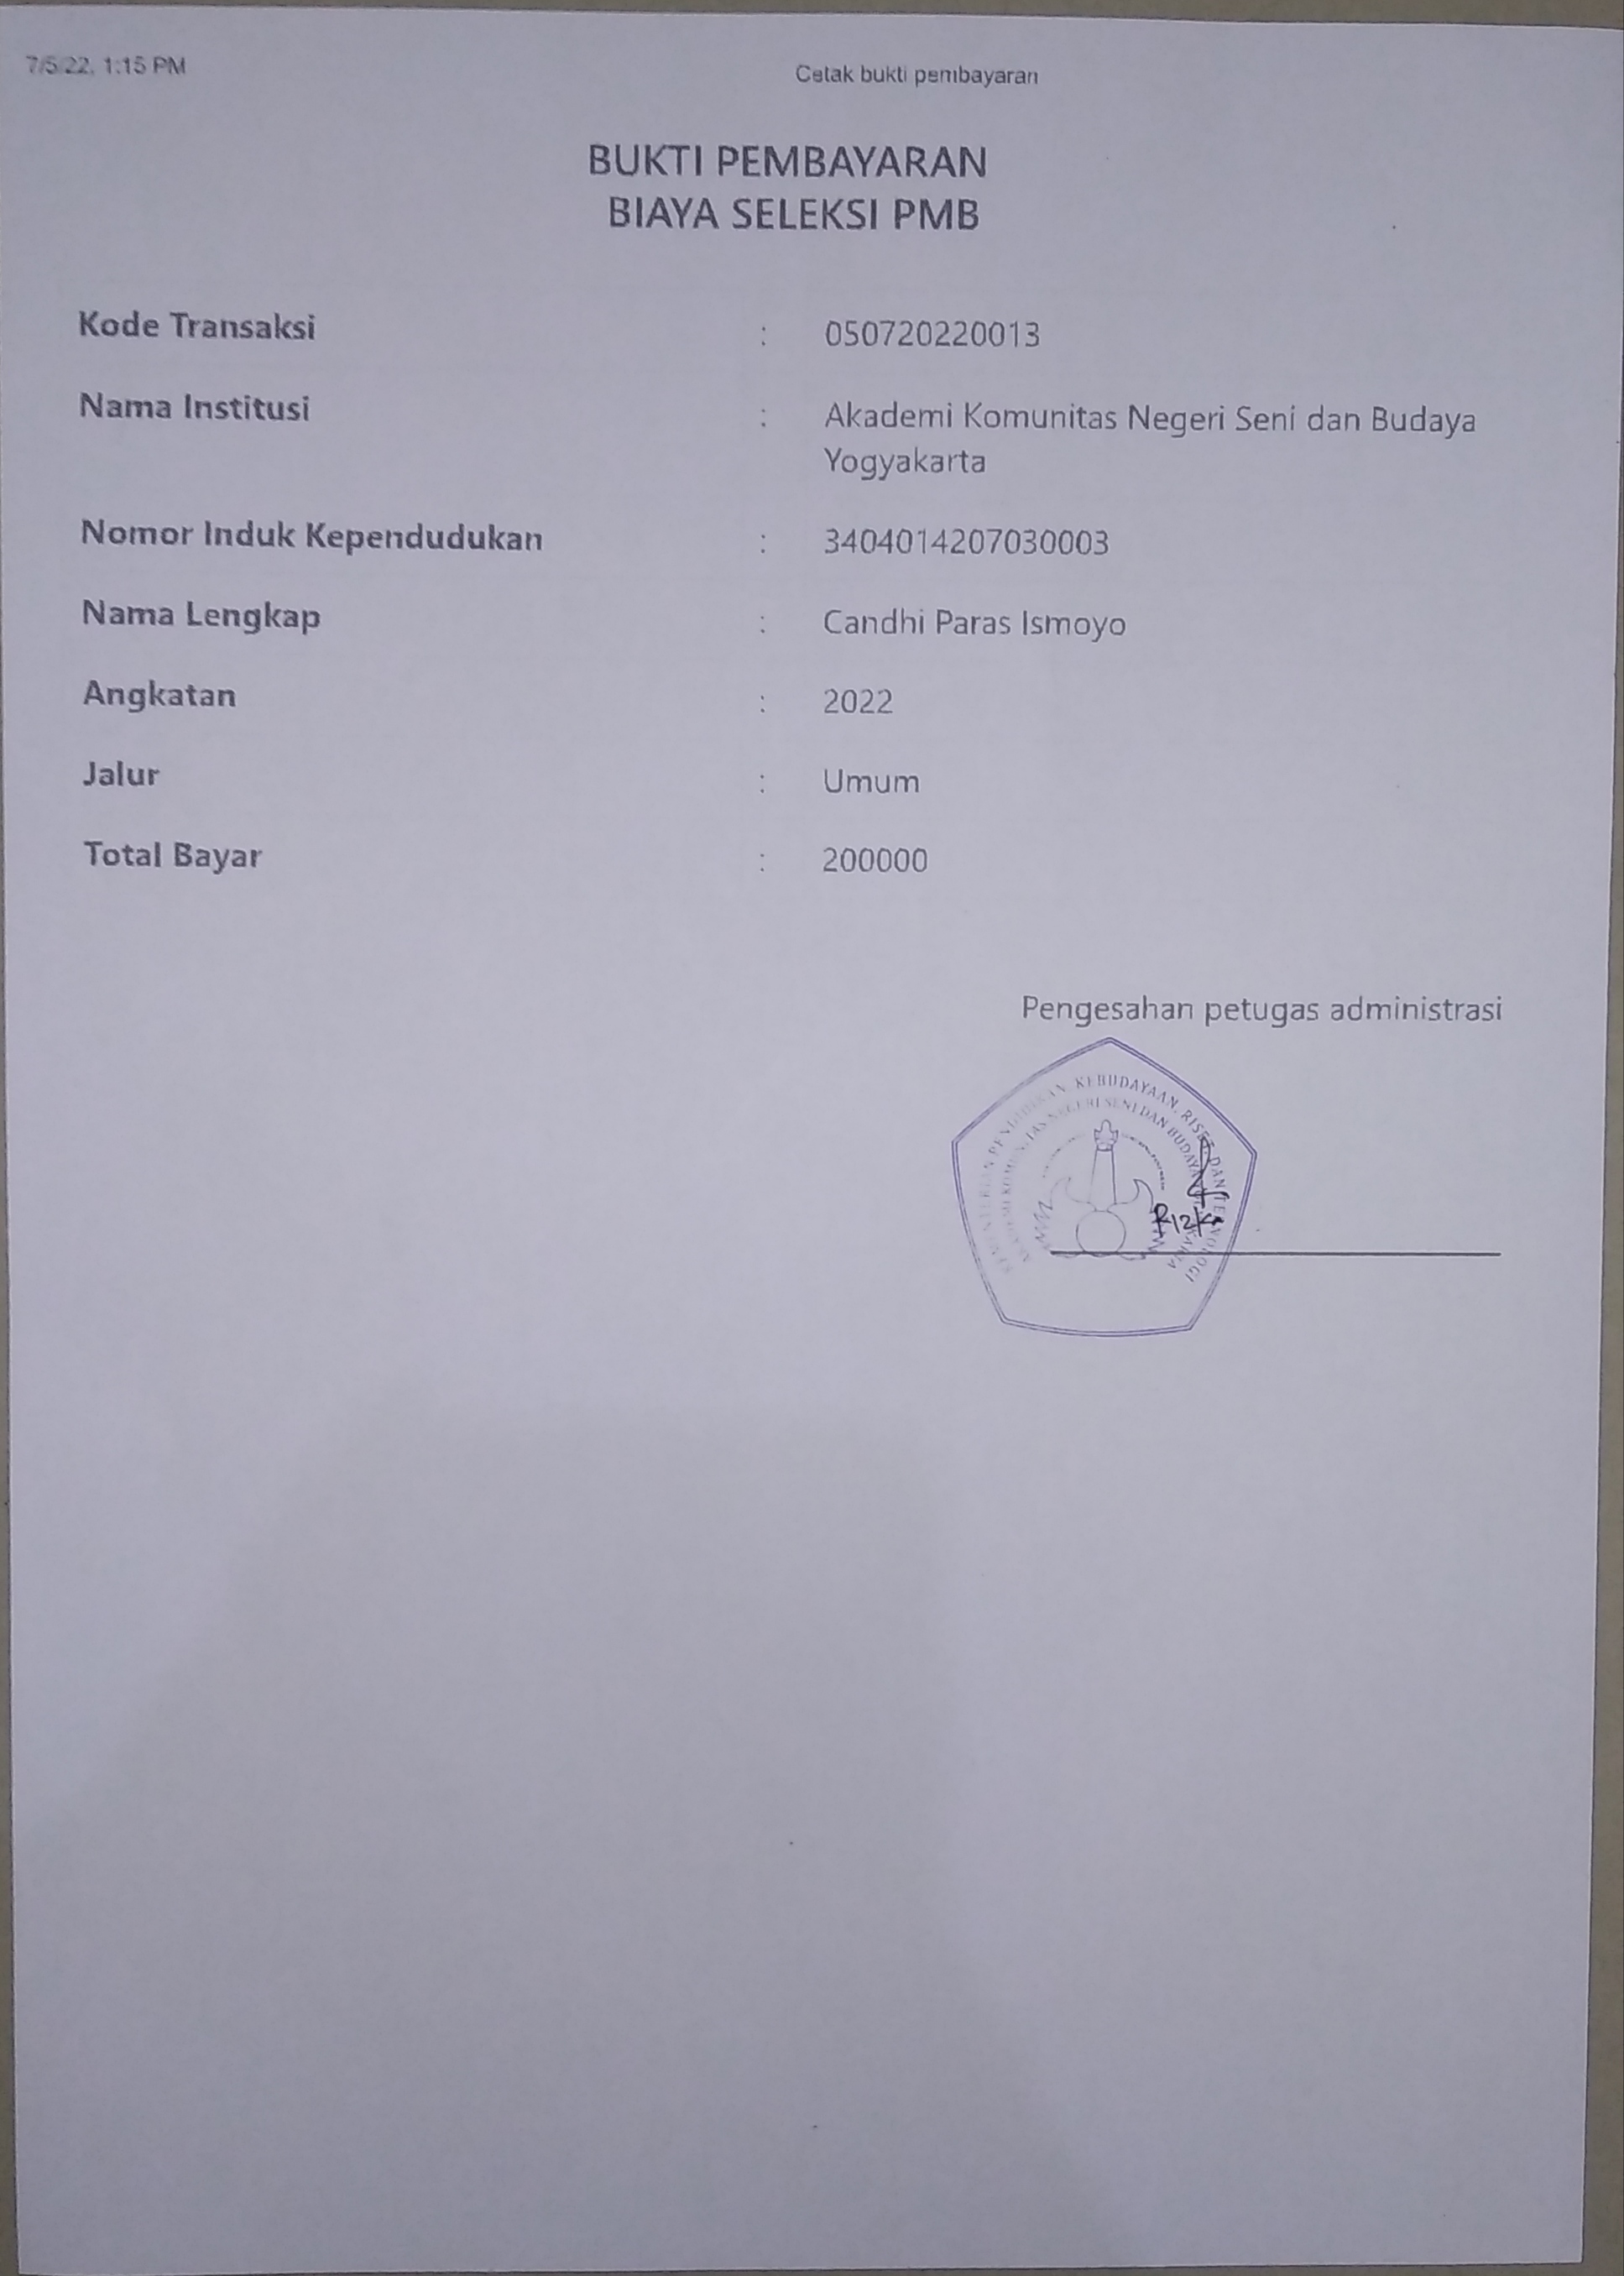 7/5/22, 1:15 PM
Cetak bukti pembayaran
BUKTI PEMBAYARAN
BIAYA SELEKSI PMB
Kode Transaksi : 050720220013
Nama Institusi : Akademi Komunitas Negeri Seni dan Budaya
Yogyakarta
Nomor Induk Kependudukan : 3404014207030003
Nama Lengkap : Candhi Paras Ismoyo
Angkatan : 2022
Jalur : Umum
Total Bayar : 200000
Pengesahan petugas administrasi
KEMENTERIAN PENDIDIKAN, KEBUDAYAAN, RISET, DAN TEKNOLOGI
AKADEMI KOMUNITAS NEGERI SENI DAN BUDAYA YOGYAKARTA
Rizka